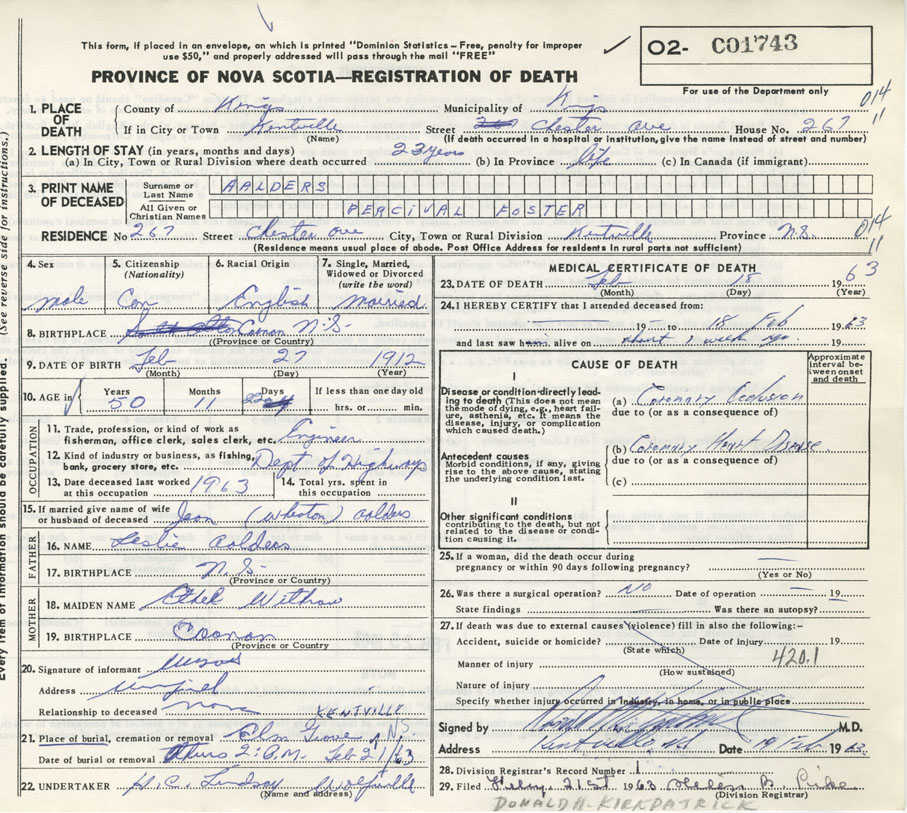 This form, if placed in an envelope, on which is printed "Dominion Statistics – Free, penalty for improper
use $50," and properly addressed will pass through the mail "FREE"
O2- C01743
For use of the Department only
PROVINCE OF NOVA SCOTIA—REGISTRATION OF DEATH
1. PLACE OF DEATH County of Kings Municipality of Kings 014
If in City or Town Kentville (Name) Street Chester Ave House No. 267 11
(If death occurred in a hospital or institution, give the name instead of street and number)
2. LENGTH OF STAY (in years, months and days)
(a) In City, Town or Rural Division where death occurred 23 years (b) In Province life (c) In Canada (if immigrant)
3. PRINT NAME OF DECEASED Surname or Last Name AALDERS
All Given or Christian Names PERCIVAL FOSTER
RESIDENCE No 267 Street Chester Ave City, Town or Rural Division Kentville Province N.S. 014 11
(Residence means usual place of abode. Post Office Address for residents in rural parts not sufficient)
4. Sex 5. Citizenship (Nationality) 6. Racial Origin 7. Single, Married, Widowed or Divorced (write the word)
male Can English Married
8. BIRTHPLACE Canaan N.S.
(Province or Country)
9. DATE OF BIRTH Feb 27 1912
(Month) (Day) (Year)
10. AGE in Years Months Days If less than one day old
50 11 hrs. or min.
OCCUPATION
11. Trade, profession, or kind of work as fisherman, office clerk, sales clerk, etc. Engineer
12. Kind of industry or business, as fishing, bank, grocery store, etc. Dept of Highways
13. Date deceased last worked at this occupation 1963 14. Total yrs. spent in this occupation
15. If married give name of wife or husband of deceased Jean (Wheaton) Aalders
FATHER
16. NAME Leslie Aalders
17. BIRTHPLACE N.S.
(Province or Country)
MOTHER
18. MAIDEN NAME Ethel Withrow
19. BIRTHPLACE Canaan
(Province or Country)
20. Signature of informant
Address
Relationship to deceased
21. Place of burial, cremation or removal Elm Grove KENTVILLE N.S.
Date of burial or removal Thurs 2: P.M. Feb 21/63
22. UNDERTAKER H.C. Lindsay Wolfville
(Name and address)
MEDICAL CERTIFICATE OF DEATH
23. DATE OF DEATH Feb 18 1963
(Month) (Day) (Year)
24. I HEREBY CERTIFY that I attended deceased from:
19 to 18 Feb 1963
and last saw him alive on about 1 week ago 19
CAUSE OF DEATH
Approximate interval between onset and death
I
Disease or condition directly leading to death (This does not mean the mode of dying, e.g., heart failure, asthenia, etc. It means the disease, injury, or complication which caused death.)
(a) Coronary Occlusion
due to (or as a consequence of)
Antecedent causes
Morbid conditions, if any, giving rise to the above cause, stating the underlying condition last.
(b) Coronary Heart Disease
due to (or as a consequence of)
(c)
II
Other significant conditions
contributing to the death, but not related to the disease or condition causing it.
25. If a woman, did the death occur during pregnancy or within 90 days following pregnancy?
(Yes or No)
26. Was there a surgical operation? NO Date of operation 19
State findings Was there an autopsy?
27. If death was due to external causes (violence) fill in also the following:–
Accident, suicide or homicide? Date of injury 19
(State which)
Manner of injury 420.1
(How sustained)
Nature of injury
Specify whether injury occurred in industry, in home, or in public place
Signed by M.D.
Address Kentville, N.S. Date 19 Feb 1963
28. Division Registrar's Record Number 1
29. Filed Feby. 21st 1963 Helen B. Pike
(Division Registrar)
DONALD H. KIRKPATRICK
Every item of information should be carefully supplied. (See reverse side for instructions.)